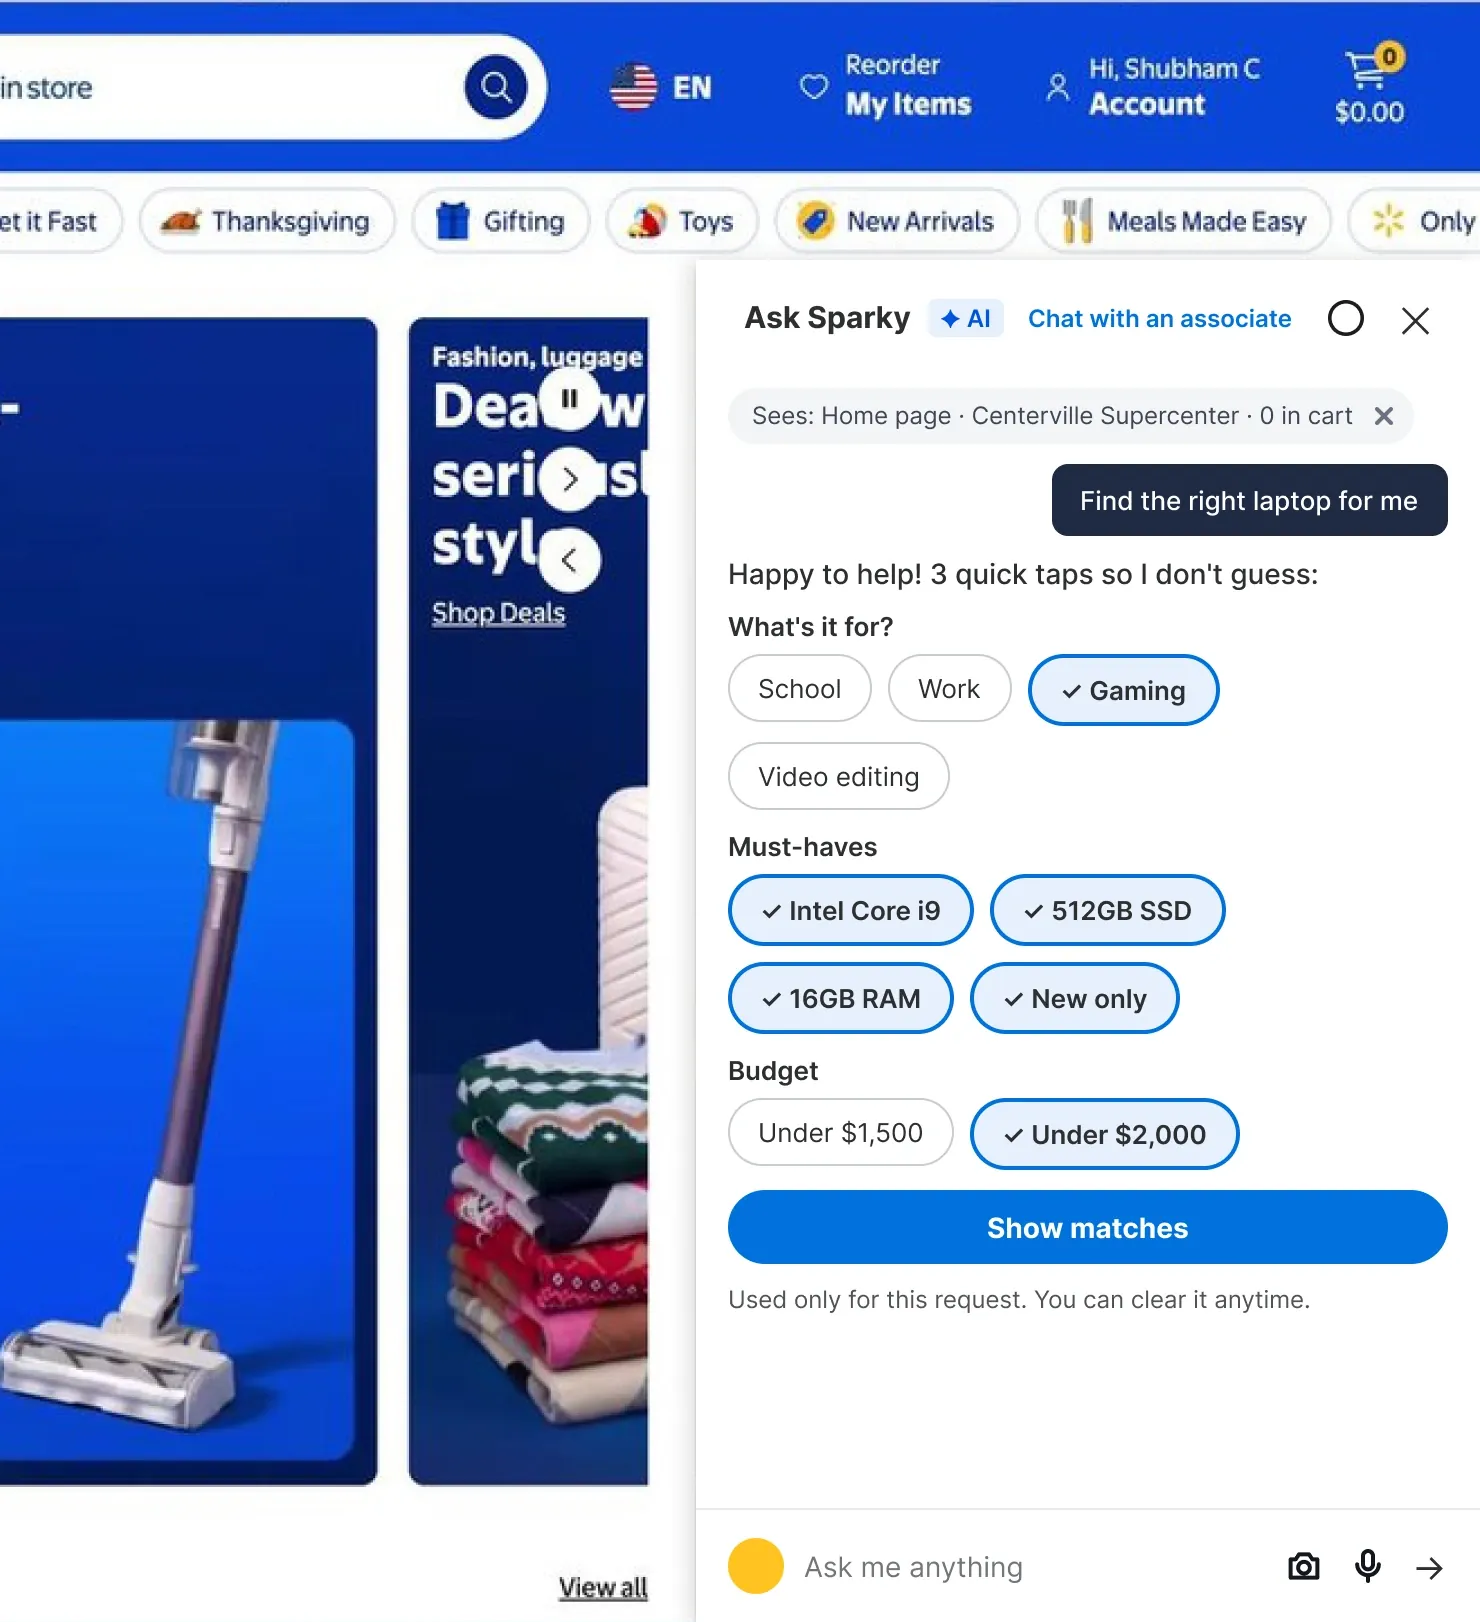 in store
EN
Reorder
My Items
Hi, Shubham C
Account
0
$0.00
et it Fast
Thanksgiving
Gifting
Toys
New Arrivals
Meals Made Easy
Only
Fashion, luggage
Dea w
seri usl
styl
Shop Deals
View all
Ask Sparky
AI
Chat with an associate
Sees: Home page · Centerville Supercenter · 0 in cart
Find the right laptop for me
Happy to help! 3 quick taps so I don't guess:
What's it for?
School
Work
✓ Gaming
Video editing
Must-haves
✓ Intel Core i9
✓ 512GB SSD
✓ 16GB RAM
✓ New only
Budget
Under $1,500
✓ Under $2,000
Show matches
Used only for this request. You can clear it anytime.
Ask me anything